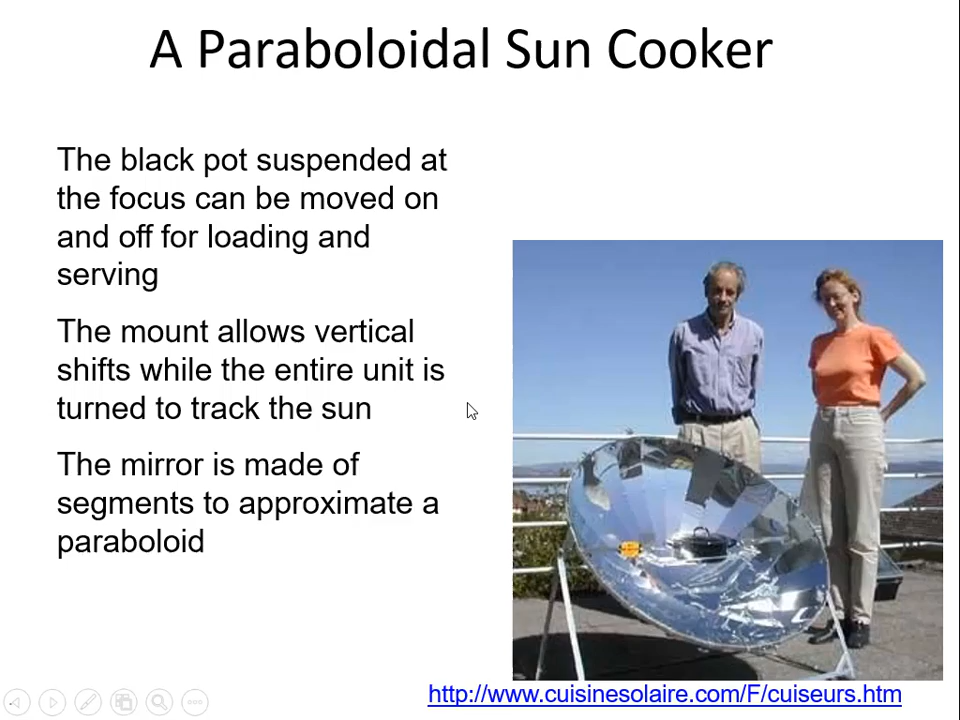 A Paraboloidal Sun Cooker
The black pot suspended at
the focus can be moved on
and off for loading and
serving
The mount allows vertical
shifts while the entire unit is
turned to track the sun
The mirror is made of
segments to approximate a
paraboloid
http://www.cuisinesolaire.com/F/cuiseurs.htm